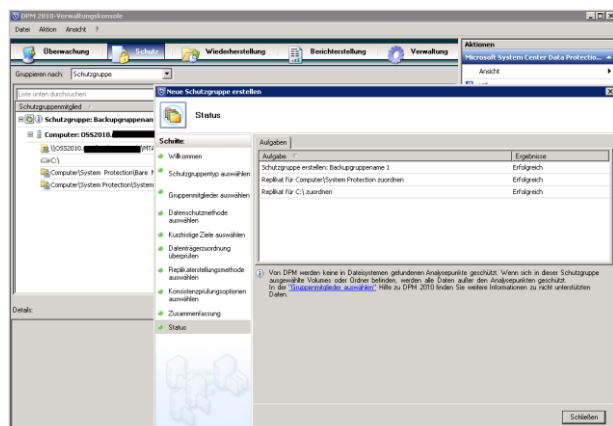 DPM 2010-Verwaltungskonsole
Datei Aktion Ansicht ?
Überwachung Schutz Wiederherstellung Berichterstellung Verwaltung
Aktionen
Microsoft System Center Data Protectio...
Ansicht
Gruppieren nach: Schutzgruppe
Liste unten durchsuchen
Schutzgruppenmitglied
Schutzgruppe: Backupgruppenan
Computer: OSS2010.
\\OSS2010. \MTA
C:\
Computer\System Protection\Bare M
Computer\System Protection\System
Details:
Neue Schutzgruppe erstellen
Status
Schritte:
Willkommen
Schutzgruppentyp auswählen
Gruppenmitglieder auswählen
Datenschutzmethode auswählen
Kurzfristige Ziele auswählen
Datenträgerzuordnung überprüfen
Replikaterstellungsmethode auswählen
Konsistenzprüfungsoptionen auswählen
Zusammenfassung
Status
Aufgaben
Aufgabe Ergebnisse
Schutzgruppe erstellen: Backupgruppenname 1 Erfolgreich
Replikat für Computer\System Protection zuordnen Erfolgreich
Replikat für C:\ zuordnen Erfolgreich
Von DPM werden keine in Dateisystemen gefundenen Analysepunkte geschützt. Wenn sich in dieser Schutzgruppe
ausgewählte Volumes oder Ordner befinden, werden alle Daten außer den Analysepunkten geschützt.
In der "Gruppenmitglieder auswählen" Hilfe zu DPM 2010 finden Sie weitere Informationen zu nicht unterstützten
Daten.
Schließen